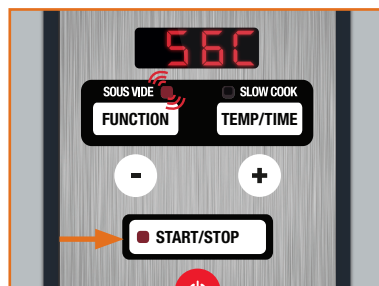 56C
SOUS VIDE
SLOW COOK
FUNCTION
TEMP/TIME
- +
START/STOP